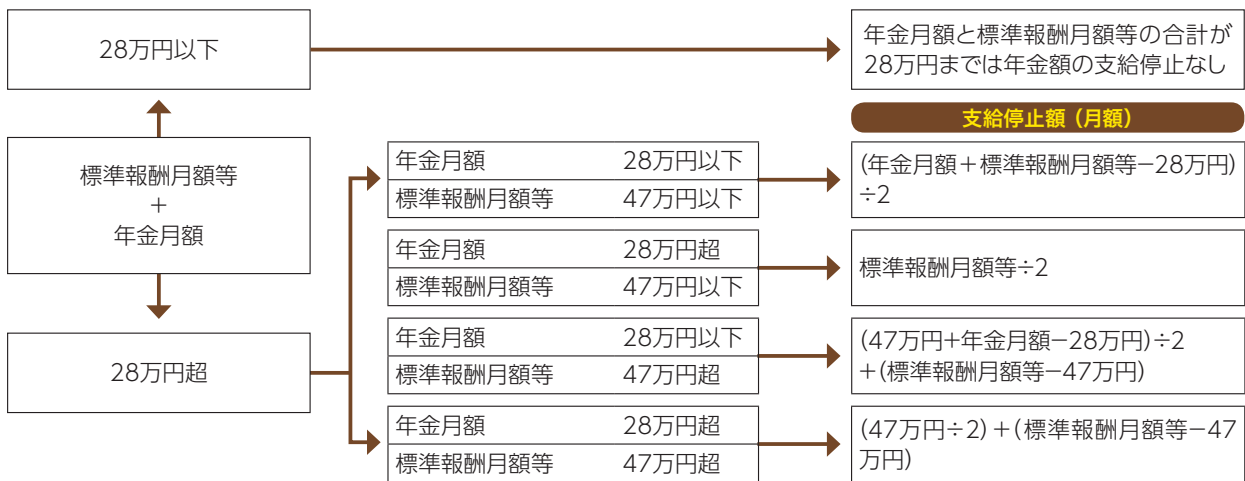 28万円以下
年金月額と標準報酬月額等の合計が
28万円までは年金額の支給停止なし
標準報酬月額等
+
年金月額
28万円超
支給停止額（月額）
年金月額 28万円以下
標準報酬月額等 47万円以下
(年金月額+標準報酬月額等−28万円)
÷2
年金月額 28万円超
標準報酬月額等 47万円以下
標準報酬月額等÷2
年金月額 28万円以下
標準報酬月額等 47万円超
(47万円+年金月額−28万円)÷2
+(標準報酬月額等−47万円)
年金月額 28万円超
標準報酬月額等 47万円超
(47万円÷2)+(標準報酬月額等−47
万円)